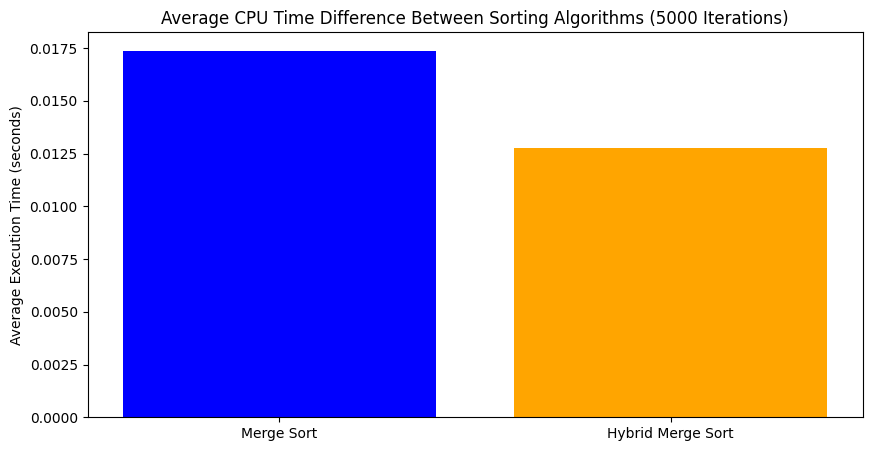 Average CPU Time Difference Between Sorting Algorithms (5000 Iterations)
Average Execution Time (seconds)
0.0175
0.0150
0.0125
0.0100
0.0075
0.0050
0.0025
0.0000
Merge Sort
Hybrid Merge Sort